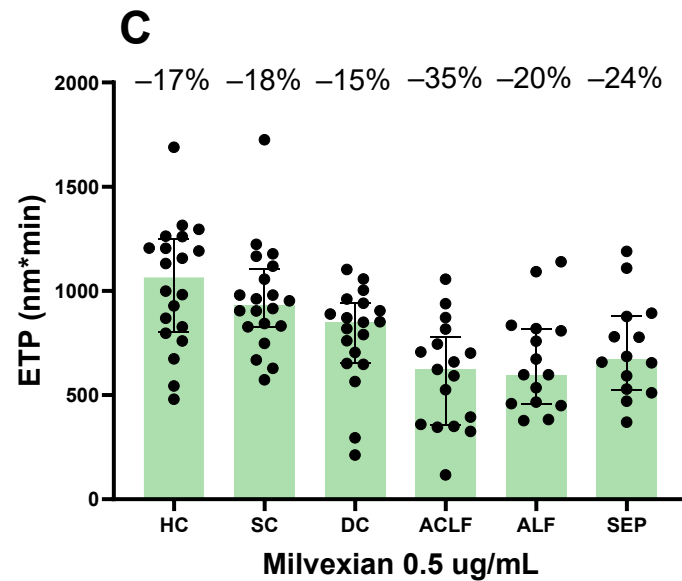 C
–17% –18% –15% –35% –20% –24%
2000
1500
1000
500
0
ETP (nm*min)
HC SC DC ACLF ALF SEP
Milvexian 0.5 ug/mL